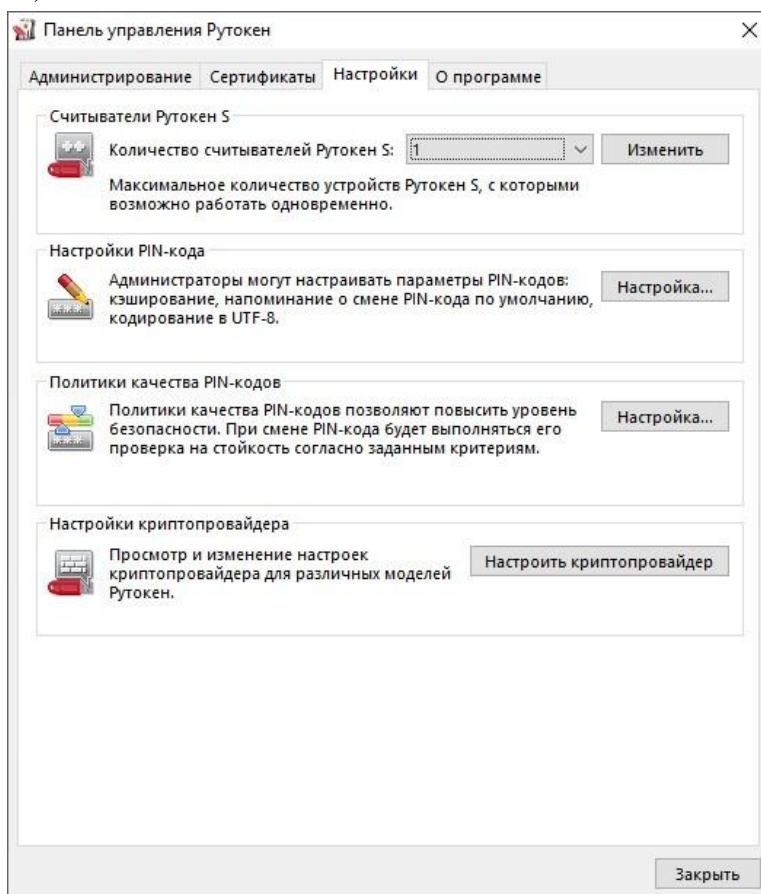 Панель управления Рутокен
Администрирование Сертификаты Настройки О программе
Считыватели Рутокен S
Количество считывателей Рутокен S: 1 Изменить
Максимальное количество устройств Рутокен S, с которыми
возможно работать одновременно.
Настройки PIN-кода
Администраторы могут настраивать параметры PIN-кодов:
кэширование, напоминание о смене PIN-кода по умолчанию,
кодирование в UTF-8.
Настройка...
Политики качества PIN-кодов
Политики качества PIN-кодов позволяют повысить уровень
безопасности. При смене PIN-кода будет выполняться его
проверка на стойкость согласно заданным критериям.
Настройка...
Настройки криптопровайдера
Просмотр и изменение настроек
криптопровайдера для различных моделей
Рутокен.
Настроить криптопровайдер
Закрыть